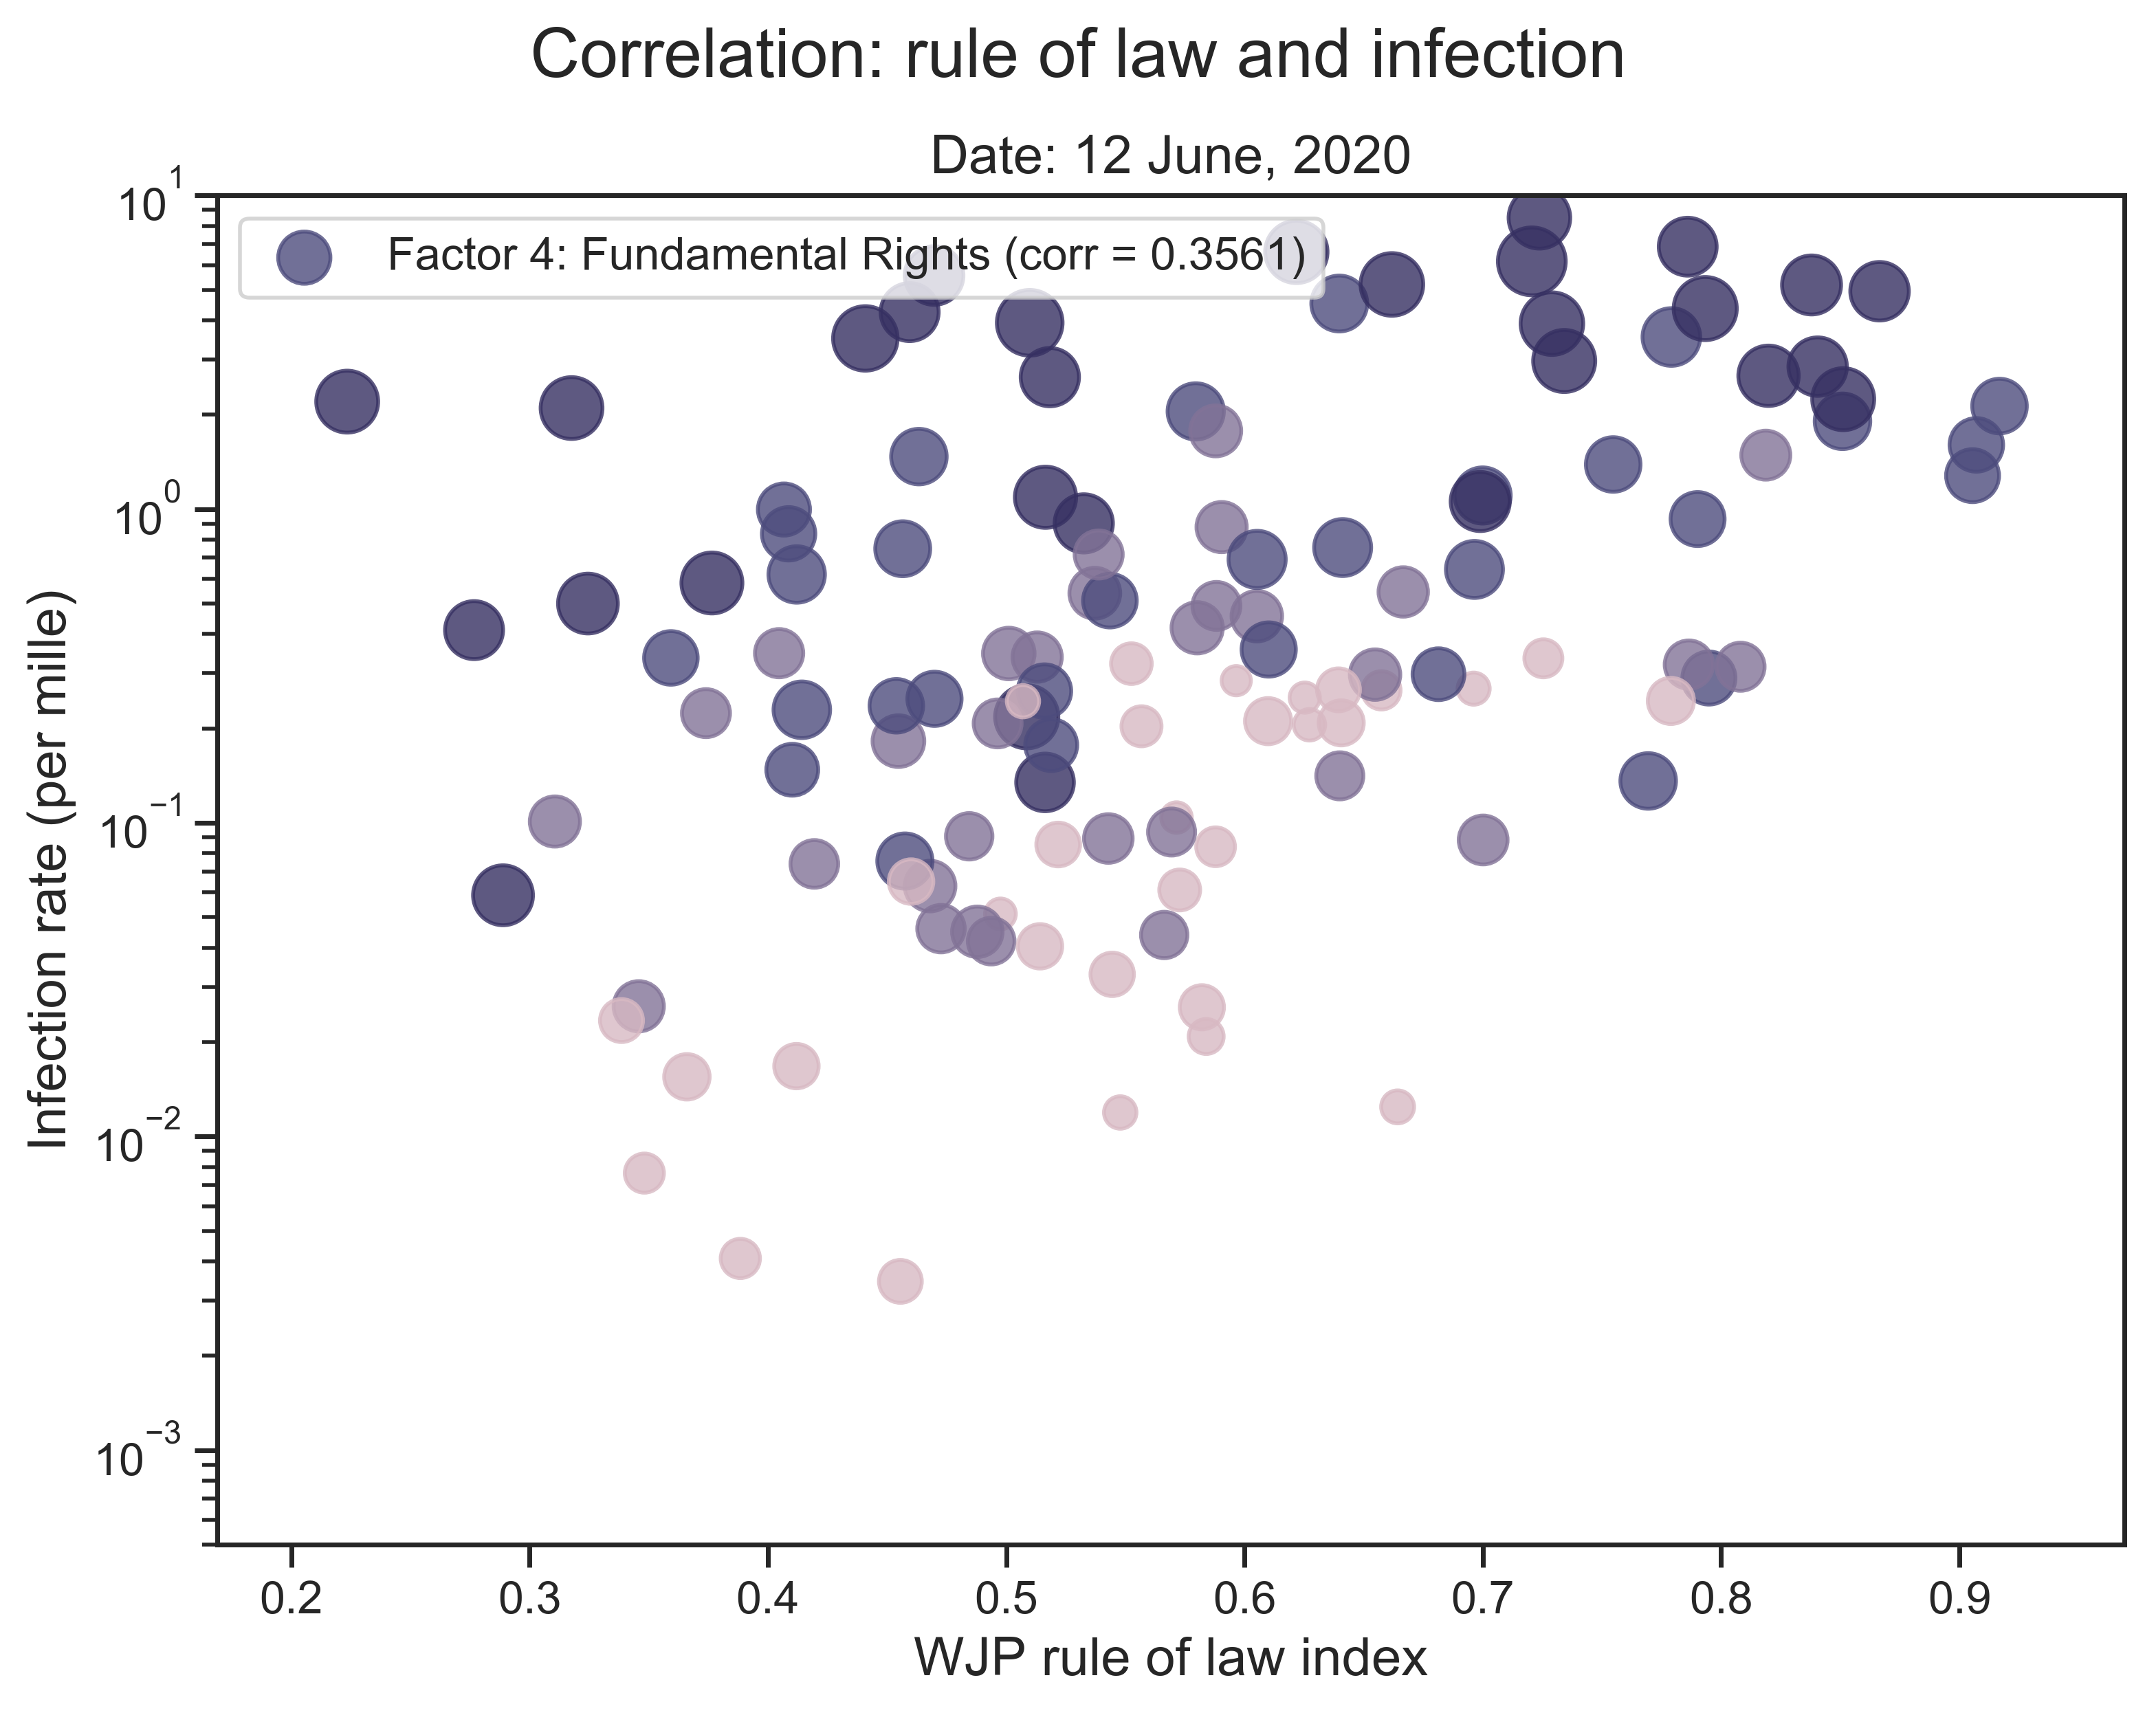 Correlation: rule of law and infection
Date: 12 June, 2020
Factor 4: Fundamental Rights (corr = 0.3561)
Infection rate (per mille)
10^1
10^0
10^−1
10^−2
10^−3
0.2 0.3 0.4 0.5 0.6 0.7 0.8 0.9
WJP rule of law index